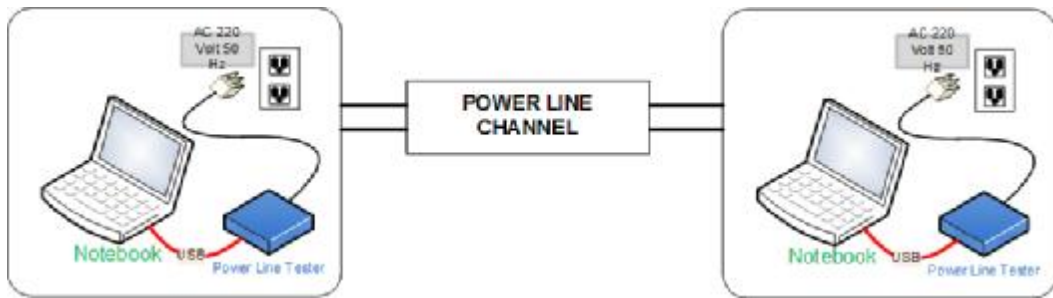 AC 220
Volt 50
Hz
Notebook
USB
Power Line Tester
POWER LINE
CHANNEL
AC 220
Volt 50
Hz
Notebook
USB
Power Line Tester